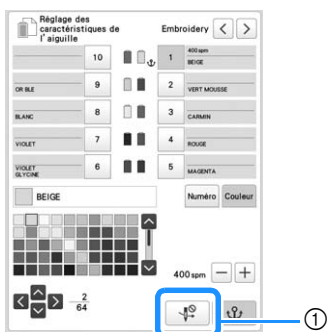 Réglage des
caractéristiques de
l'aiguille
Embroidery
10
1
400 spm
BEIGE
OR BLE
9
2
VERT MOUSSE
BLANC
8
3
CARMIN
VIOLET
7
4
ROUGE
VIOLET
GLYCINE
6
5
MAGENTA
BEIGE
Numéro
Couleur
400 spm
2
64
①